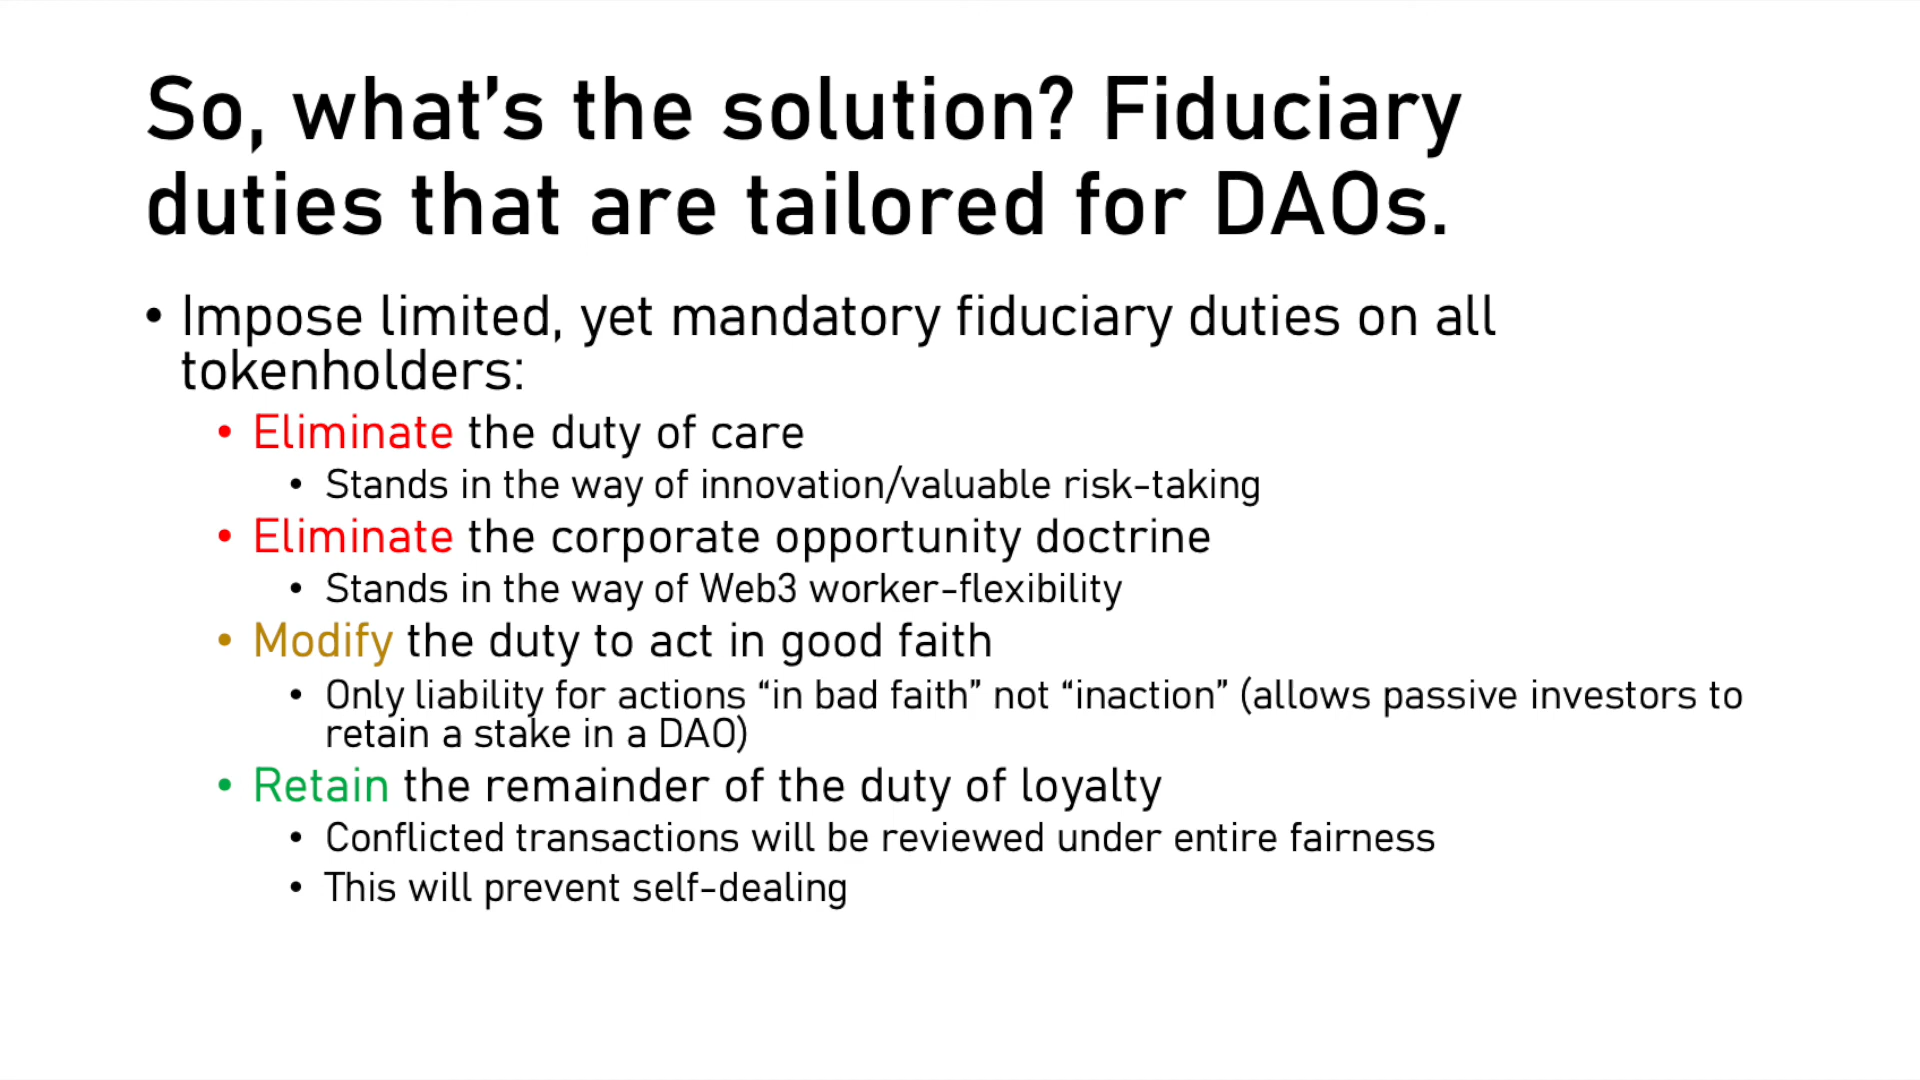 So, what’s the solution? Fiduciary
duties that are tailored for DAOs.
• Impose limited, yet mandatory fiduciary duties on all
tokenholders:
• Eliminate the duty of care
• Stands in the way of innovation/valuable risk-taking
• Eliminate the corporate opportunity doctrine
• Stands in the way of Web3 worker-flexibility
• Modify the duty to act in good faith
• Only liability for actions “in bad faith” not “inaction” (allows passive investors to
retain a stake in a DAO)
• Retain the remainder of the duty of loyalty
• Conflicted transactions will be reviewed under entire fairness
• This will prevent self-dealing